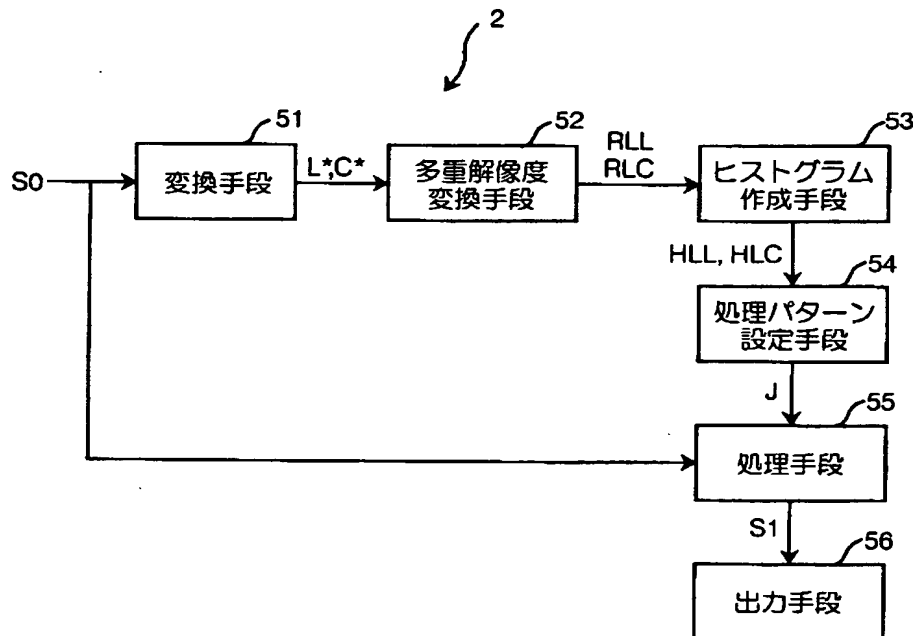 2
51
52
53
RLL
RLC
S0
変換手段
L*,C*
多重解像度
変換手段
ヒストグラム
作成手段
HLL, HLC
54
処理パターン
設定手段
J
55
処理手段
S1
56
出力手段